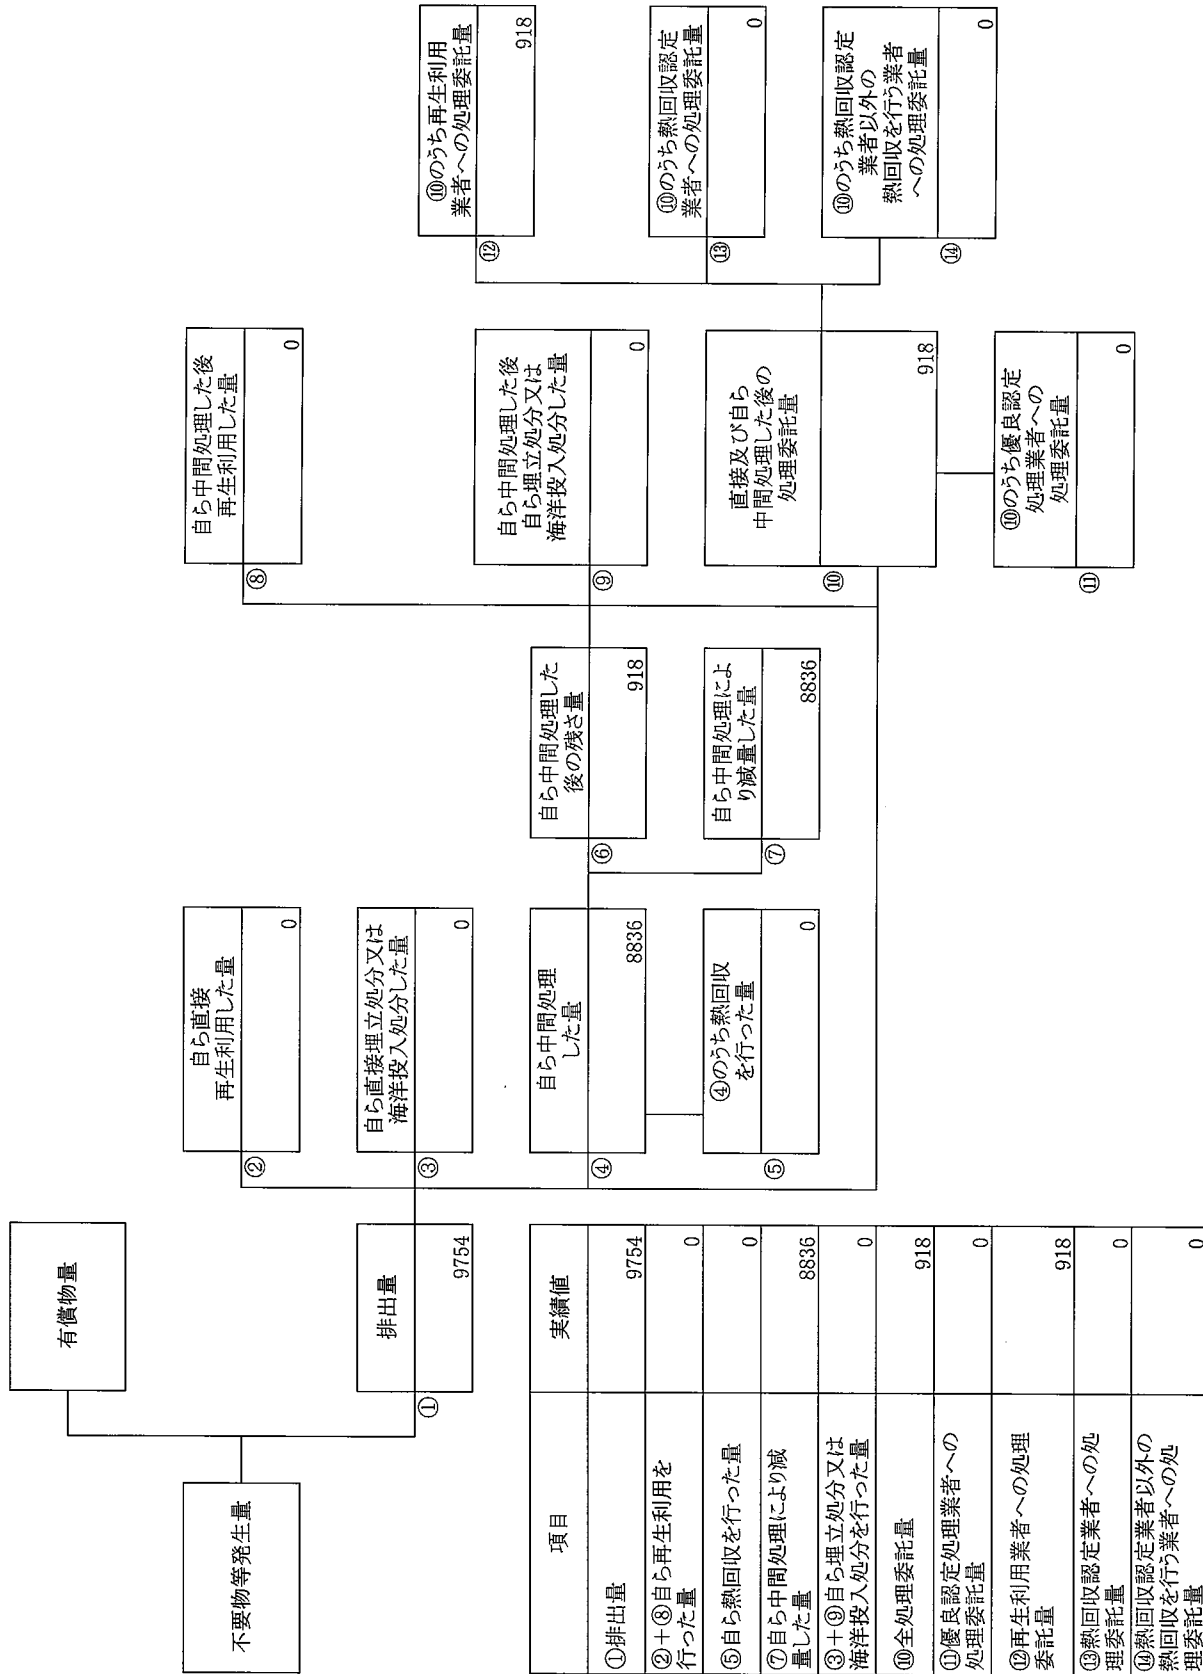 不要物等発生量
有償物量
①
排出量
9754
②
自ら直接
再生利用した量
0
③
自ら直接埋立処分又は
海洋投入処分した量
0
④
自ら中間処理
した量
8836
⑤
④のうち熱回収
を行った量
0
⑥
自ら中間処理した
後の残さ量
918
⑦
自ら中間処理によ
り減量した量
8836
⑧
自ら中間処理した後
再生利用した量
0
⑨
自ら中間処理した後
自ら埋立処分又は
海洋投入処分した量
0
⑩
直接及び自ら
中間処理した後の
処理委託量
918
⑪
⑩のうち優良認定
処理業者への
処理委託量
0
⑫
⑩のうち再生利用
業者への処理委託量
918
⑬
⑩のうち熱回収認定
業者への処理委託量
0
⑭
⑩のうち熱回収認定
業者以外の
熱回収を行う業者
への処理委託量
0
項目
実績値
①排出量
9754
②+⑧自ら再生利用を
行った量
0
⑤自ら熱回収を行った量
0
⑦自ら中間処理により減
量した量
8836
③+⑨自ら埋立処分又は
海洋投入処分を行った量
0
⑩全処理委託量
918
⑪優良認定処理業者への
処理委託量
0
⑫再生利用業者への処理
委託量
918
⑬熱回収認定業者への処
理委託量
0
⑭熱回収認定業者以外の
熱回収を行う業者への処
理委託量
0